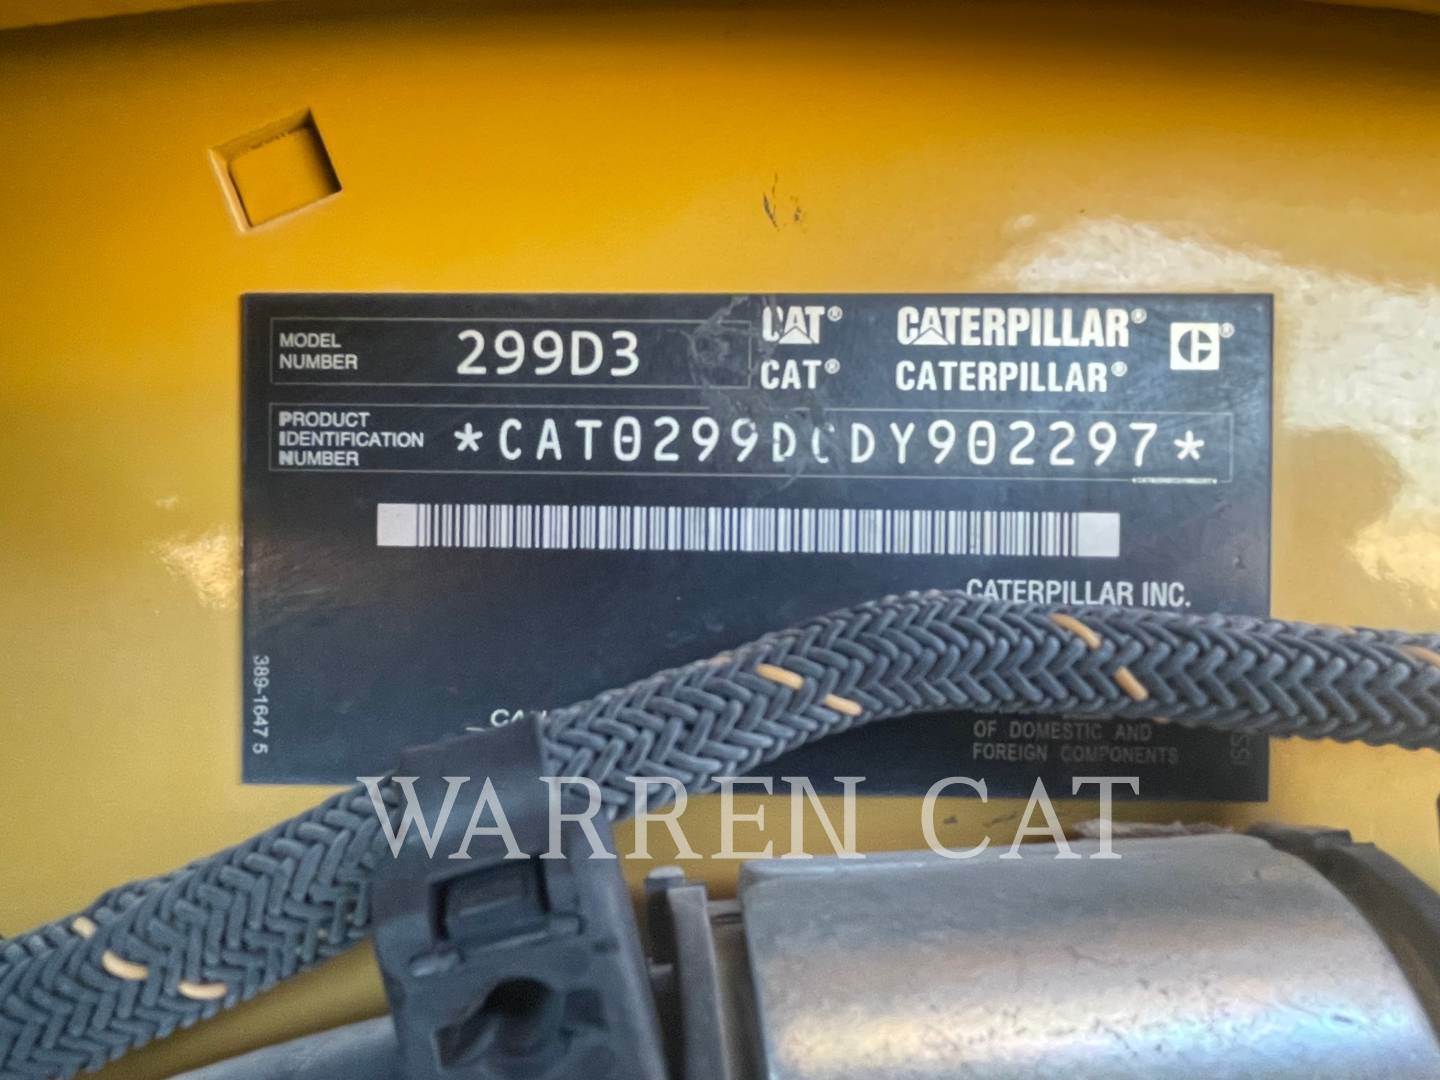 MODEL NUMBER 299D3
CAT® CATERPILLAR®
CAT® CATERPILLAR®
PRODUCT IDENTIFICATION NUMBER
*CAT0299DCDY902297*
CATERPILLAR INC.
389-1647 5
OF DOMESTIC AND
FOREIGN COMPONENTS
WARREN CAT